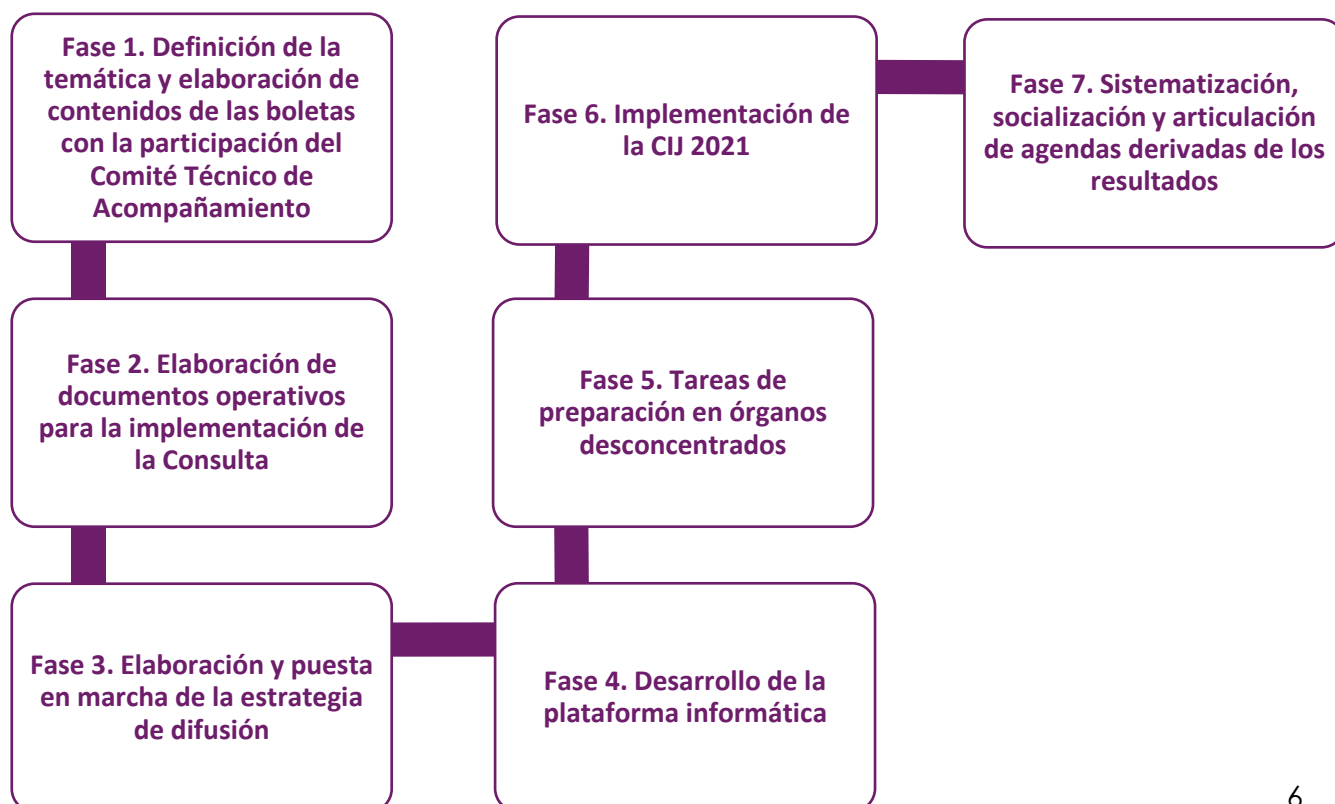 Fase 1. Definición de la
temática y elaboración de
contenidos de las boletas
con la participación del
Comité Técnico de
Acompañamiento
Fase 2. Elaboración de
documentos operativos
para la implementación de
la Consulta
Fase 3. Elaboración y puesta
en marcha de la estrategia
de difusión
Fase 4. Desarrollo de la
plataforma informática
Fase 5. Tareas de
preparación en órganos
desconcentrados
Fase 6. Implementación de
la CIJ 2021
Fase 7. Sistematización,
socialización y articulación
de agendas derivadas de los
resultados
6